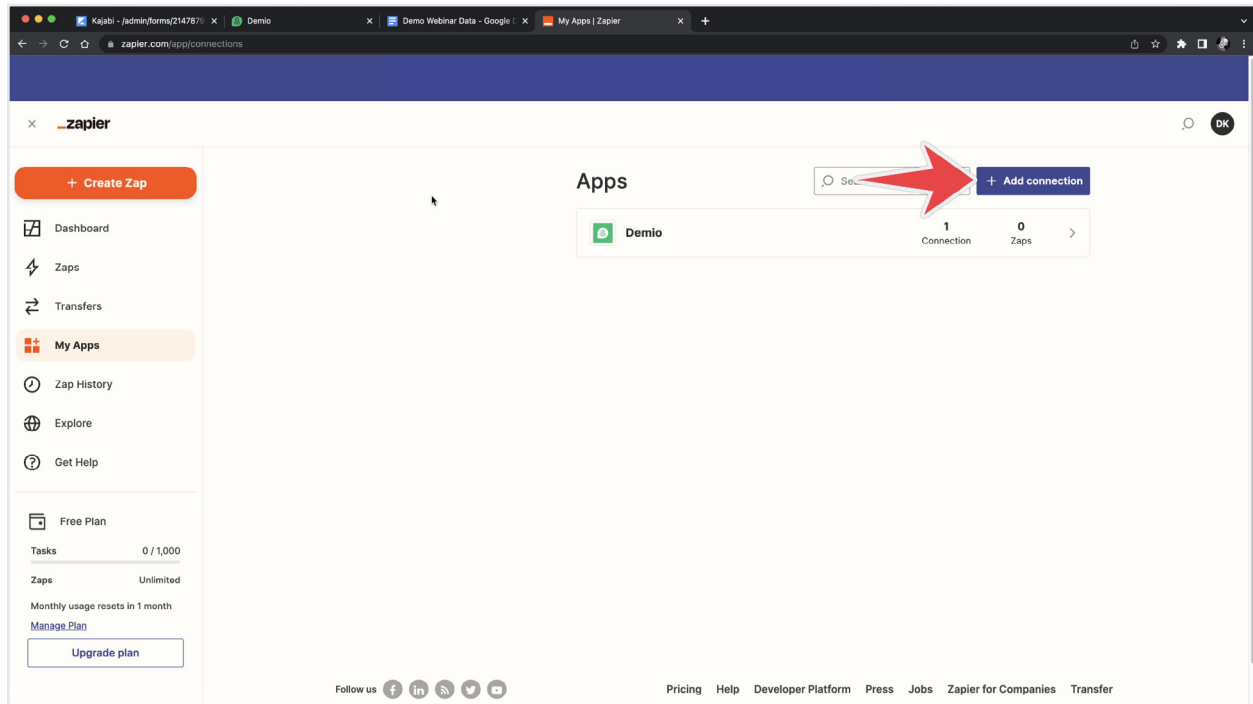 Kajabi - /admin/forms/2147879
Demio
Demo Webinar Data - Google
My Apps | Zapier
zapier.com/app/connections
_zapier
DK
+ Create Zap
Dashboard
Zaps
Transfers
My Apps
Zap History
Explore
Get Help
Free Plan
Tasks 0 / 1,000
Zaps Unlimited
Monthly usage resets in 1 month
Manage Plan
Upgrade plan
Apps
+ Add connection
Demio
1
Connection
0
Zaps
Follow us
Pricing Help Developer Platform Press Jobs Zapier for Companies Transfer